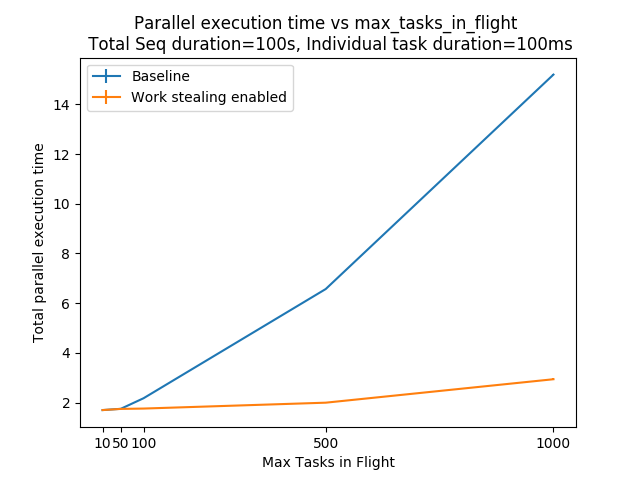 Parallel execution time vs max_tasks_in_flight
Total Seq duration=100s, Individual task duration=100ms
Baseline
Work stealing enabled
14
12
10
8
6
4
2
Total parallel execution time
10 50 100 500 1000
Max Tasks in Flight